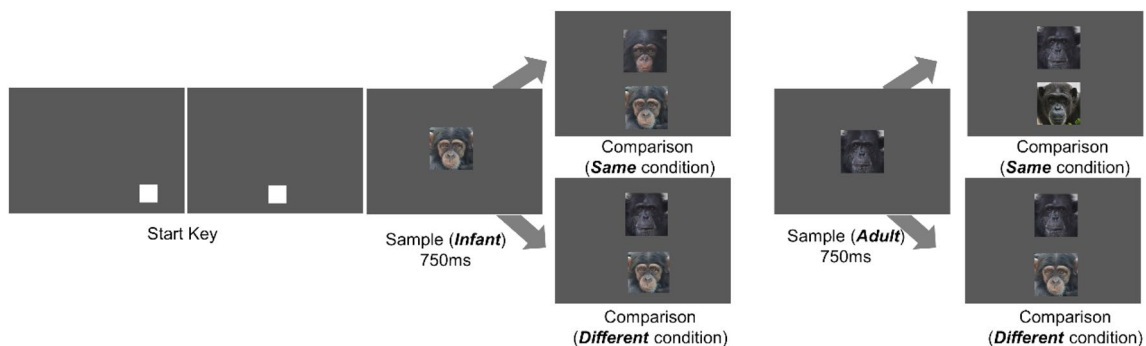 Start Key
Sample (Infant)
750ms
Comparison
(Same condition)
Comparison
(Different condition)
Sample (Adult)
750ms
Comparison
(Same condition)
Comparison
(Different condition)